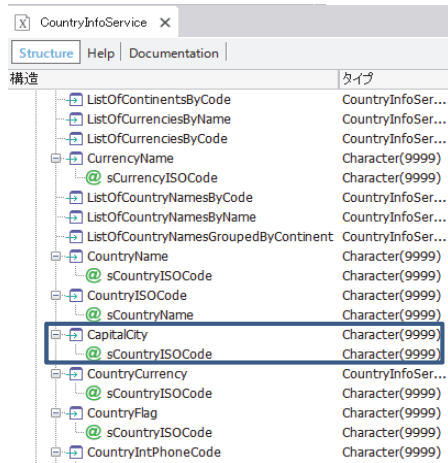 CountryInfoService
Structure Help Documentation
構造 タイプ
ListOfContinentsByCode CountryInfoSer...
ListOfCurrenciesByName CountryInfoSer...
ListOfCurrenciesByCode CountryInfoSer...
CurrencyName Character(9999)
@ sCurrencyISOCode Character(9999)
ListOfCountryNamesByCode CountryInfoSer...
ListOfCountryNamesByName CountryInfoSer...
ListOfCountryNamesGroupedByContinent CountryInfoSer...
CountryName Character(9999)
@ sCountryISOCode Character(9999)
CountryISOCode Character(9999)
@ sCountryName Character(9999)
CapitalCity Character(9999)
@ sCountryISOCode Character(9999)
CountryCurrency CountryInfoSer...
@ sCountryISOCode Character(9999)
CountryFlag Character(9999)
@ sCountryISOCode Character(9999)
CountryIntPhoneCode Character(9999)